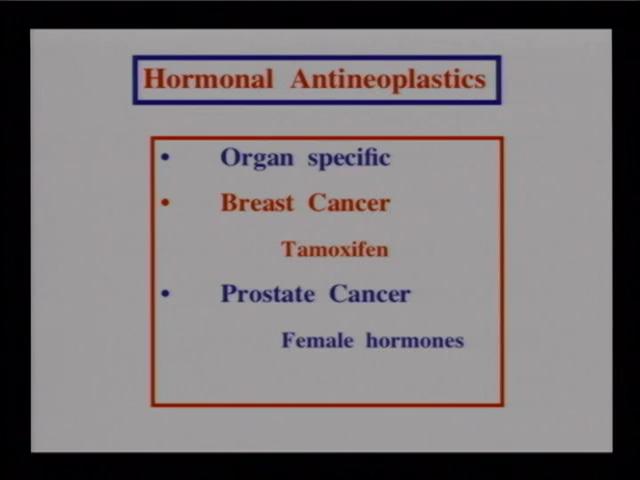 Hormonal Antineoplastics
• Organ specific
• Breast Cancer
Tamoxifen
• Prostate Cancer
Female hormones